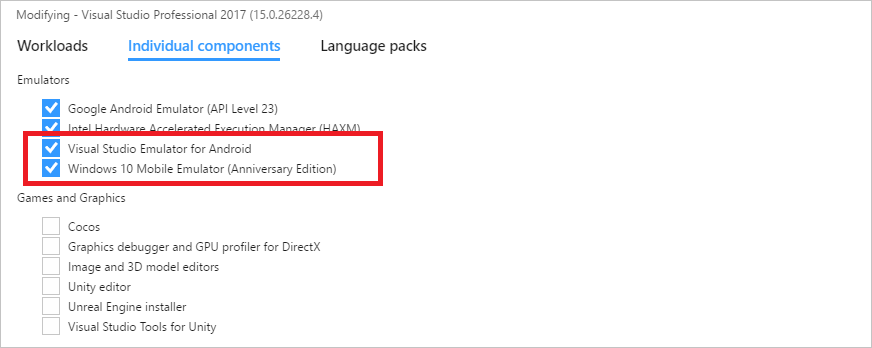 Modifying - Visual Studio Professional 2017 (15.0.26228.4)
Workloads Individual components Language packs
Emulators
Google Android Emulator (API Level 23)
Intel Hardware Accelerated Execution Manager (HAXM)
Visual Studio Emulator for Android
Windows 10 Mobile Emulator (Anniversary Edition)
Games and Graphics
Cocos
Graphics debugger and GPU profiler for DirectX
Image and 3D model editors
Unity editor
Unreal Engine installer
Visual Studio Tools for Unity